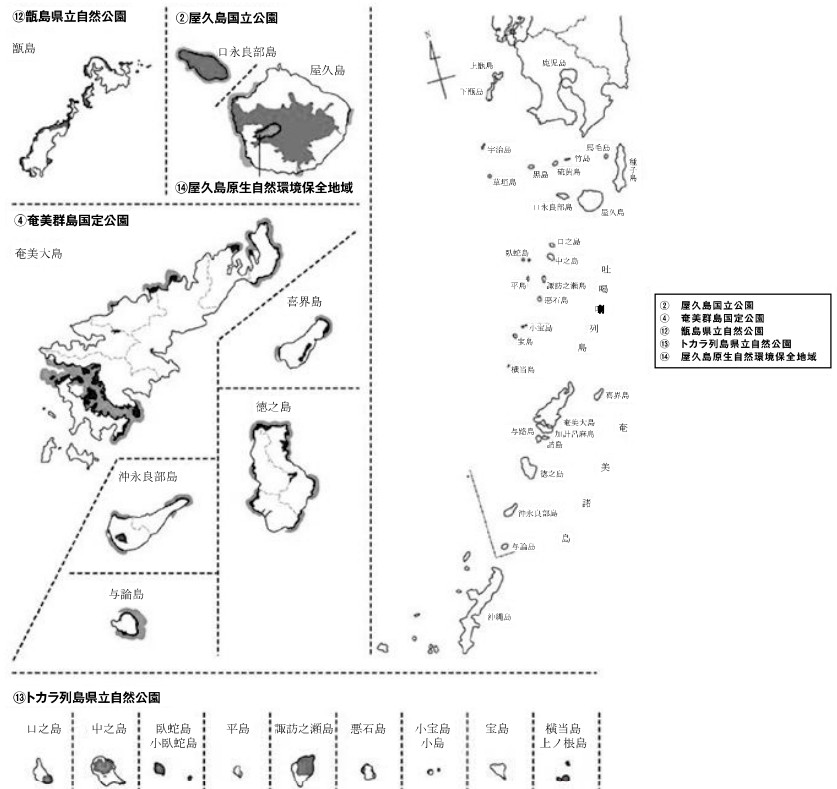 ⑫甑島県立自然公園
甑島
②屋久島国立公園
口永良部島
屋久島
⑭屋久島原生自然環境保全地域
④奄美群島国定公園
奄美大島
喜界島
徳之島
沖永良部島
与論島
N
上甑島
下甑島
鹿児島
宇治島
草垣島
黒島
竹島
硫黄島
馬毛島
種子島
口永良部島
屋久島
口之島
臥蛇島
中之島
平島
諏訪之瀬島
悪石島
小宝島
宝島
横当島
吐
喝
列
島
喜界島
奄美大島
加計呂麻島
与路島
請島
徳之島
沖永良部島
与論島
奄
美
諸
島
沖縄島
② 屋久島国立公園
④ 奄美群島国定公園
⑫ 甑島県立自然公園
⑬ トカラ列島県立自然公園
⑭ 屋久島原生自然環境保全地域
⑬トカラ列島県立自然公園
口之島
中之島
臥蛇島
小臥蛇島
平島
諏訪之瀬島
悪石島
小宝島
小島
宝島
横当島
上ノ根島